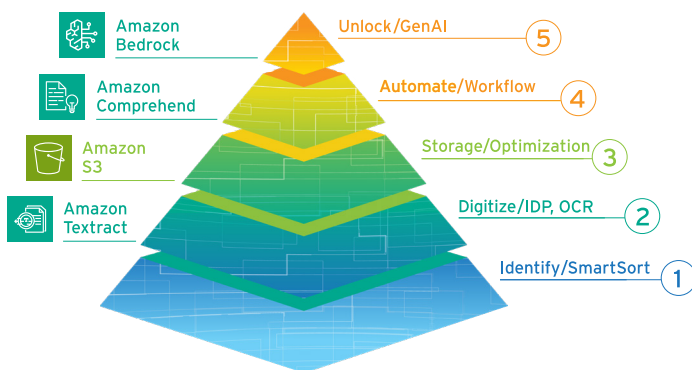 Amazon
Bedrock
Unlock/GenAI
5
Amazon
Comprehend
Automate/Workflow
4
Amazon
S3
Storage/Optimization
3
Amazon
Textract
Digitize/IDP, OCR
2
Identify/SmartSort
1